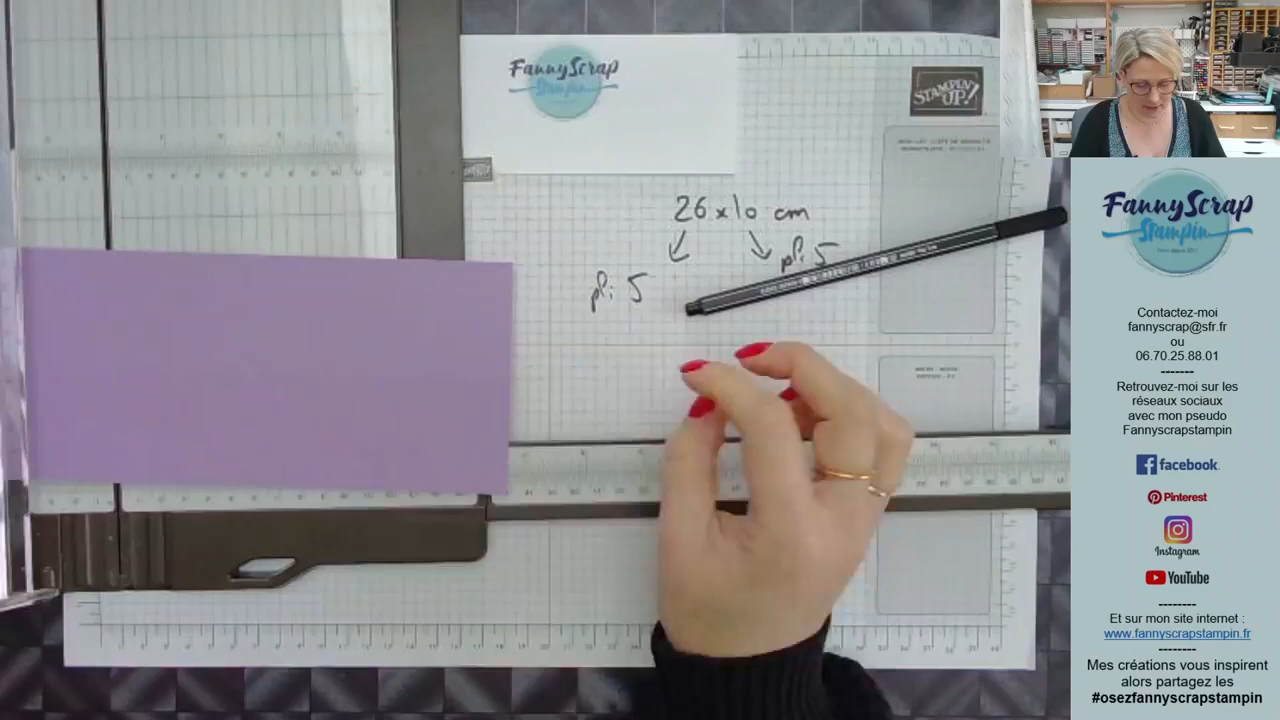 FannyScrap
Stampin
STAMPIN' UP!
26 x 10 cm
pli 5
pli 5
FannyScrap
Stampin
Contactez-moi
fannyscrap@sfr.fr
ou
06.70.25.88.01
-------
Retrouvez-moi sur les
réseaux sociaux
avec mon pseudo
Fannyscrapstampin
facebook
Pinterest
Instagram
YouTube
--------
Et sur mon site internet :
www.fannyscrapstampin.fr
-------
Mes créations vous inspirent
alors partagez les
#osezfannyscrapstampin